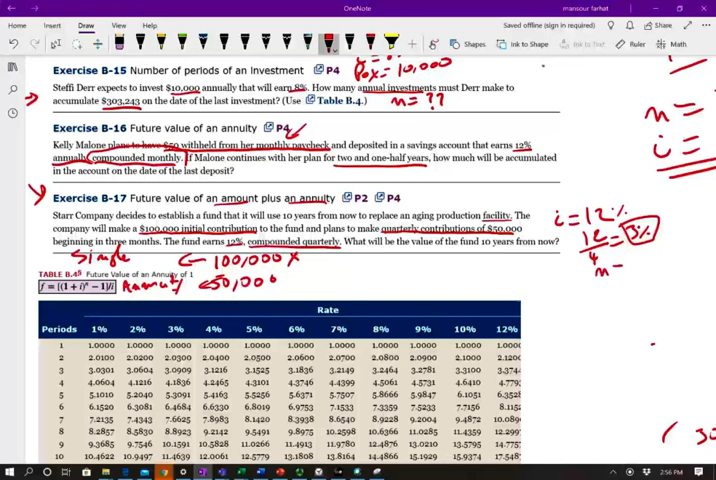 OneNote
mansour farhat
Home Insert Draw View Help
Saved offline (sign in required) Share
Shapes Ink to Shape Ink to Text Ruler Math
Pox = 10,000
Exercise B-15 Number of periods of an investment P4
Steffi Derr expects to invest $10,000 annually that will earn 8%. How many annual investments must Derr make to
accumulate $303,243 on the date of the last investment? (Use Table B.4.)
n = ??
n =
i =
Exercise B-16 Future value of an annuity P4
Kelly Malone plans to have $50 withheld from her monthly paycheck and deposited in a savings account that earns 12%
annually compounded monthly. If Malone continues with her plan for two and one-half years, how much will be accumulated
in the account on the date of the last deposit?
Exercise B-17 Future value of an amount plus an annuity P2 P4
Starr Company decides to establish a fund that it will use 10 years from now to replace an aging production facility. The
company will make a $100,000 initial contribution to the fund and plans to make quarterly contributions of $50,000
beginning in three months. The fund earns 12%, compounded quarterly. What will be the value of the fund 10 years from now?
i = 12%
12/4 = 3%
n =
Simple 100,000 x
TABLE B.4§ Future Value of an Annuity of 1
f = [(1 + i)ⁿ − 1]/i Annuity 50,000
Rate
Periods 1% 2% 3% 4% 5% 6% 7% 8% 9% 10% 12%
1 1.0000 1.0000 1.0000 1.0000 1.0000 1.0000 1.0000 1.0000 1.0000 1.0000 1.0000
2 2.0100 2.0200 2.0300 2.0400 2.0500 2.0600 2.0700 2.0800 2.0900 2.1000 2.1200
3 3.0301 3.0604 3.0909 3.1216 3.1525 3.1836 3.2149 3.2464 3.2781 3.3100 3.3744
4 4.0604 4.1216 4.1836 4.2465 4.3101 4.3746 4.4399 4.5061 4.5731 4.6410 4.779
5 5.1010 5.2040 5.3091 5.4163 5.5256 5.6371 5.7507 5.8666 5.9847 6.1051 6.3528
6 6.1520 6.3081 6.4684 6.6330 6.8019 6.9753 7.1533 7.3359 7.5233 7.7156 8.115
7 7.2135 7.4343 7.6625 7.8983 8.1420 8.3938 8.6540 8.9228 9.2004 9.4872 10.089
8 8.2857 8.5830 8.8923 9.2142 9.5491 9.8975 10.2598 10.6366 11.0285 11.4359 12.299
9 9.3685 9.7546 10.1591 10.5828 11.0266 11.4913 11.9780 12.4876 13.0210 13.5795 14.775
10 10.4622 10.9497 11.4639 12.0061 12.5779 13.1808 13.8164 14.4866 15.1929 15.9374 17.548
2:56 PM